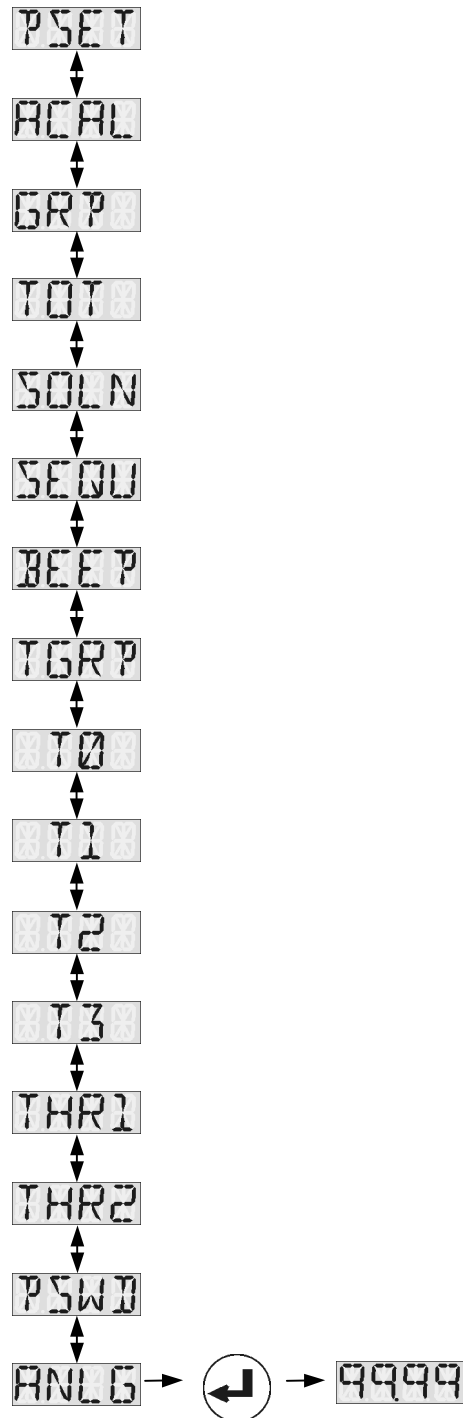 PSET
ACAL
GRP
TOT
SOLN
SEQU
BEEP
TGRP
T0
T1
T2
T3
THR1
THR2
PSWD
ANLG 99.99